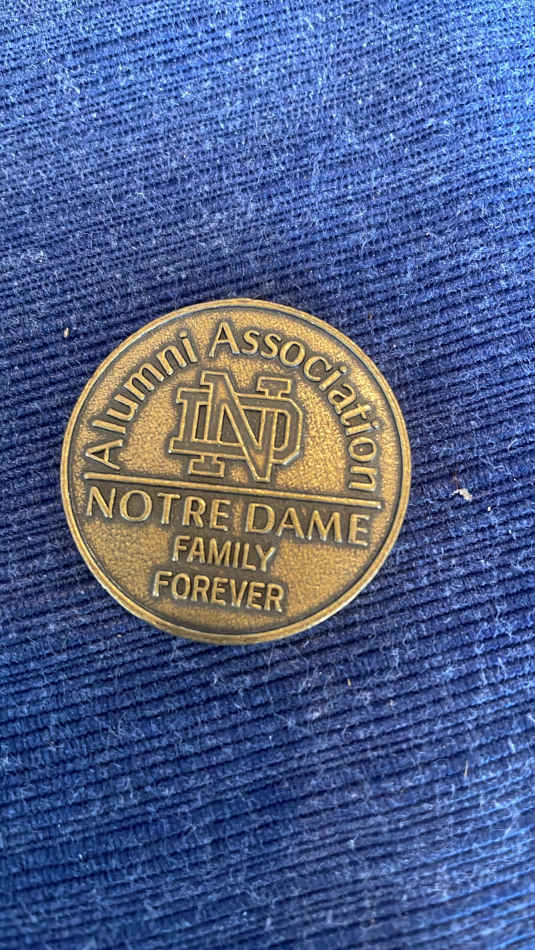 Alumni Association
ND
NOTRE DAME
FAMILY
FOREVER